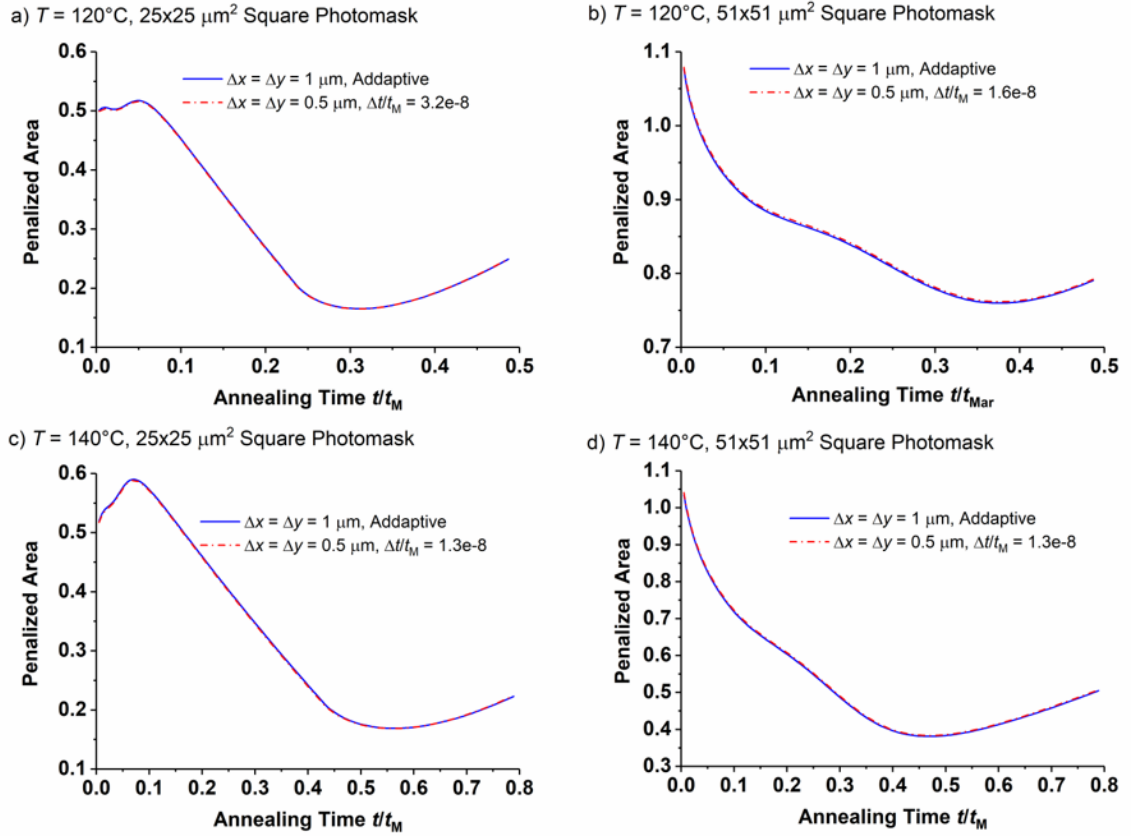 a) T = 120°C, 25x25 μm² Square Photomask
0.6
0.5
0.4
0.3
0.2
0.1
Penalized Area
Δx = Δy = 1 μm, Addaptive
Δx = Δy = 0.5 μm, Δt/tM = 3.2e-8
0.0 0.1 0.2 0.3 0.4 0.5
Annealing Time t/tM
b) T = 120°C, 51x51 μm² Square Photomask
1.1
1.0
0.9
0.8
0.7
Penalized Area
Δx = Δy = 1 μm, Addaptive
Δx = Δy = 0.5 μm, Δt/tM = 1.6e-8
0.0 0.1 0.2 0.3 0.4 0.5
Annealing Time t/tMar
c) T = 140°C, 25x25 μm² Square Photomask
0.6
0.5
0.4
0.3
0.2
0.1
Penalized Area
Δx = Δy = 1 μm, Addaptive
Δx = Δy = 0.5 μm, Δt/tM = 1.3e-8
0.0 0.1 0.2 0.3 0.4 0.5 0.6 0.7 0.8
Annealing Time t/tM
d) T = 140°C, 51x51 μm² Square Photomask
1.1
1.0
0.9
0.8
0.7
0.6
0.5
0.4
0.3
Penalized Area
Δx = Δy = 1 μm, Addaptive
Δx = Δy = 0.5 μm, Δt/tM = 1.3e-8
0.0 0.1 0.2 0.3 0.4 0.5 0.6 0.7 0.8
Annealing Time t/tM